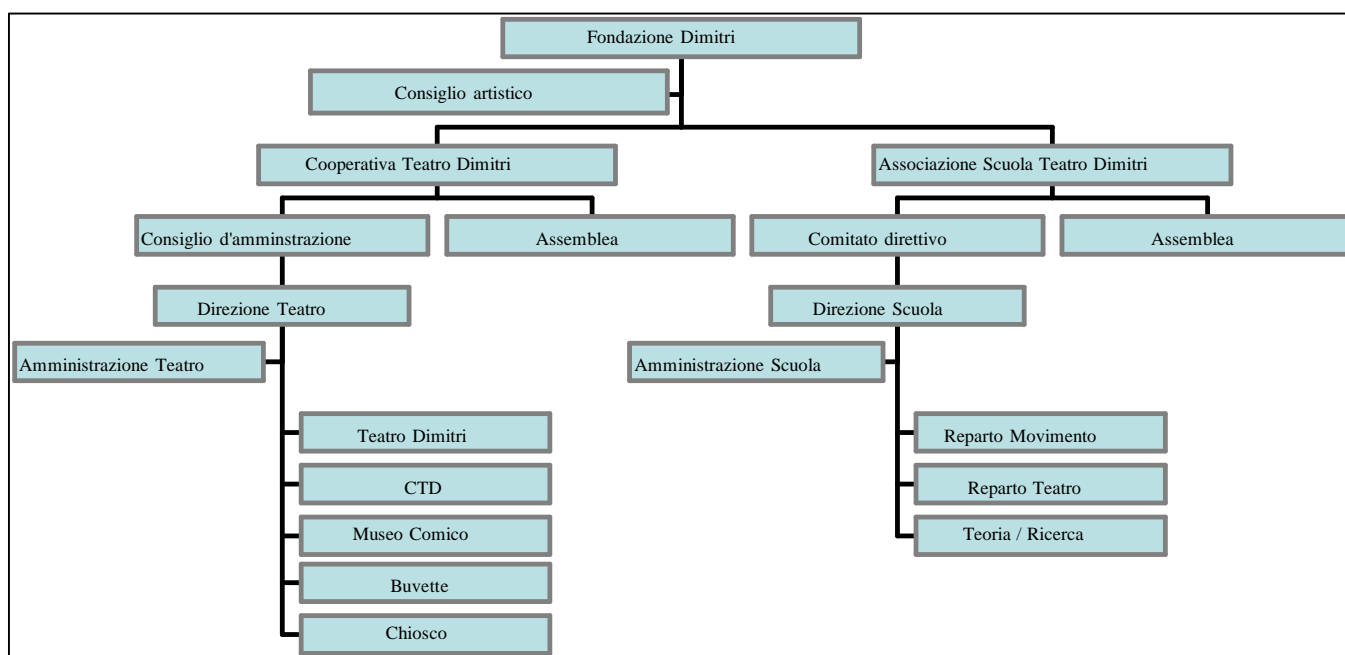 Fondazione Dimitri
Consiglio artistico
Cooperativa Teatro Dimitri
Associazione Scuola Teatro Dimitri
Consiglio d'amminstrazione
Assemblea
Comitato direttivo
Assemblea
Direzione Teatro
Direzione Scuola
Amministrazione Teatro
Amministrazione Scuola
Teatro Dimitri
Reparto Movimento
CTD
Reparto Teatro
Museo Comico
Teoria / Ricerca
Buvette
Chiosco